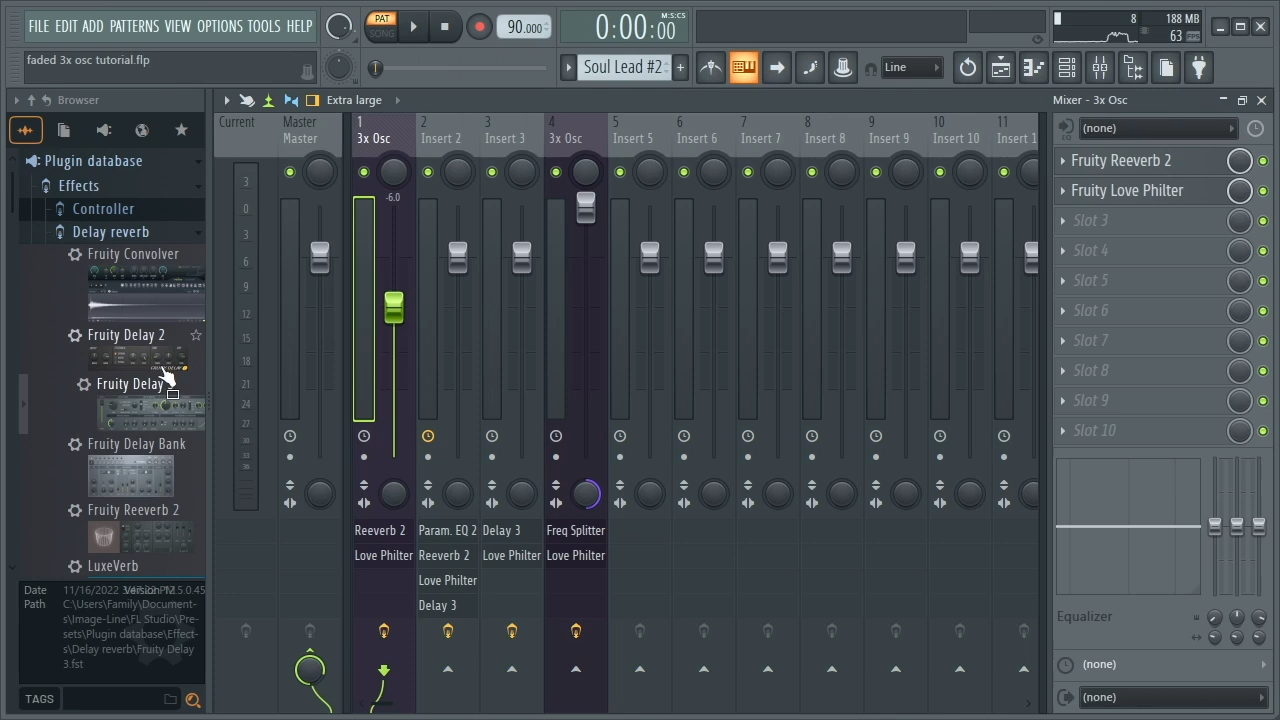 FILE EDIT ADD PATTERNS VIEW OPTIONS TOOLS HELP
PAT
SONG
90.000
0:00:00
M:S:CS
8
188 MB
63
faded 3x osc tutorial.flp
Soul Lead #2
Line
Browser
Extra large
Mixer - 3x Osc
Plugin database
Effects
Controller
Delay reverb
Fruity Convolver
Fruity Delay 2
Fruity Delay
Fruity Delay Bank
Fruity Reeverb 2
LuxeVerb
Date
Path
C:\Users\Family\Document-
s\Image-Line\FL Studio\Pre-
sets\Plugin database\Effect-
s\Delay reverb\Fruity Delay
3.fst
TAGS
Current
Master
Master
1
3x Osc
2
Insert 2
3
Insert 3
4
3x Osc
5
Insert 5
6
Insert 6
7
Insert 7
8
Insert 8
9
Insert 9
10
Insert 10
11
Insert 1
-6.0
3
0
3
6
9
12
15
18
21
24
27
30
33
36
Reeverb 2
Love Philter
Param. EQ 2
Reeverb 2
Love Philter
Delay 3
Delay 3
Love Philter
Freq Splitter
Love Philter
(none)
Fruity Reeverb 2
Fruity Love Philter
Slot 3
Slot 4
Slot 5
Slot 6
Slot 7
Slot 8
Slot 9
Slot 10
Equalizer
(none)
(none)